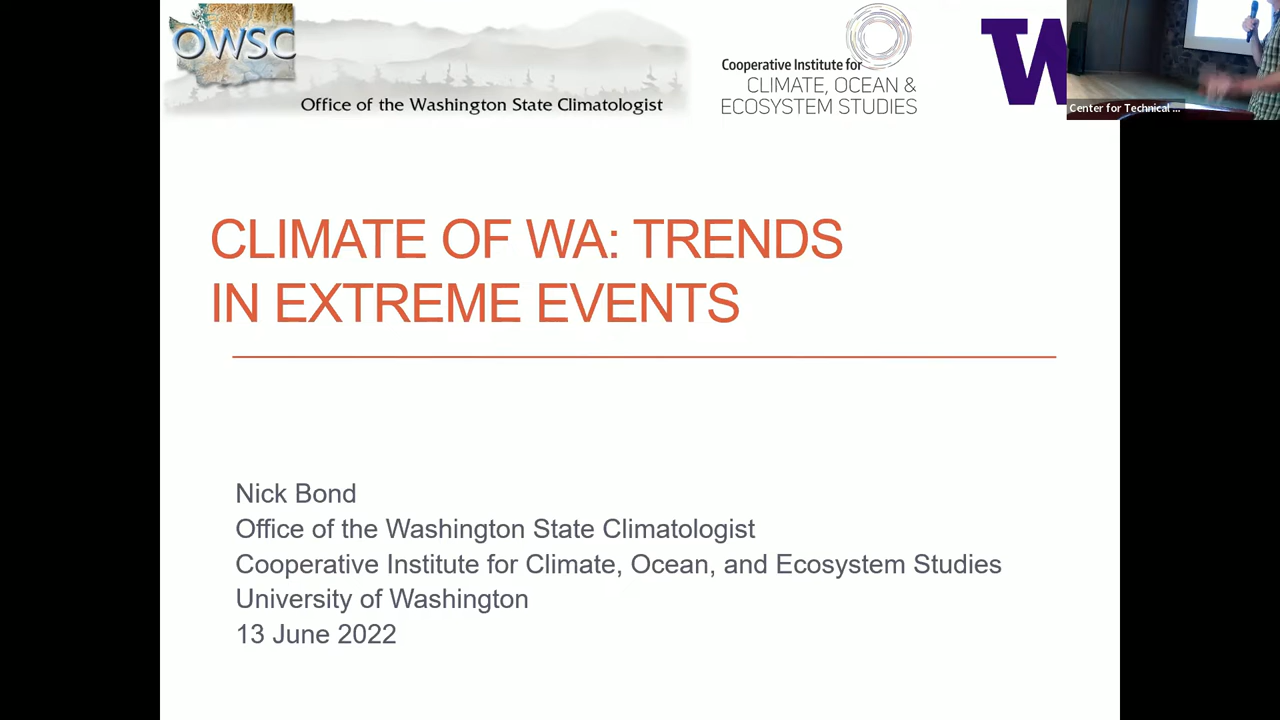 OWSC
Office of the Washington State Climatologist
Cooperative Institute for
CLIMATE, OCEAN &
ECOSYSTEM STUDIES
W
Center for Technical ...
CLIMATE OF WA: TRENDS
IN EXTREME EVENTS
Nick Bond
Office of the Washington State Climatologist
Cooperative Institute for Climate, Ocean, and Ecosystem Studies
University of Washington
13 June 2022